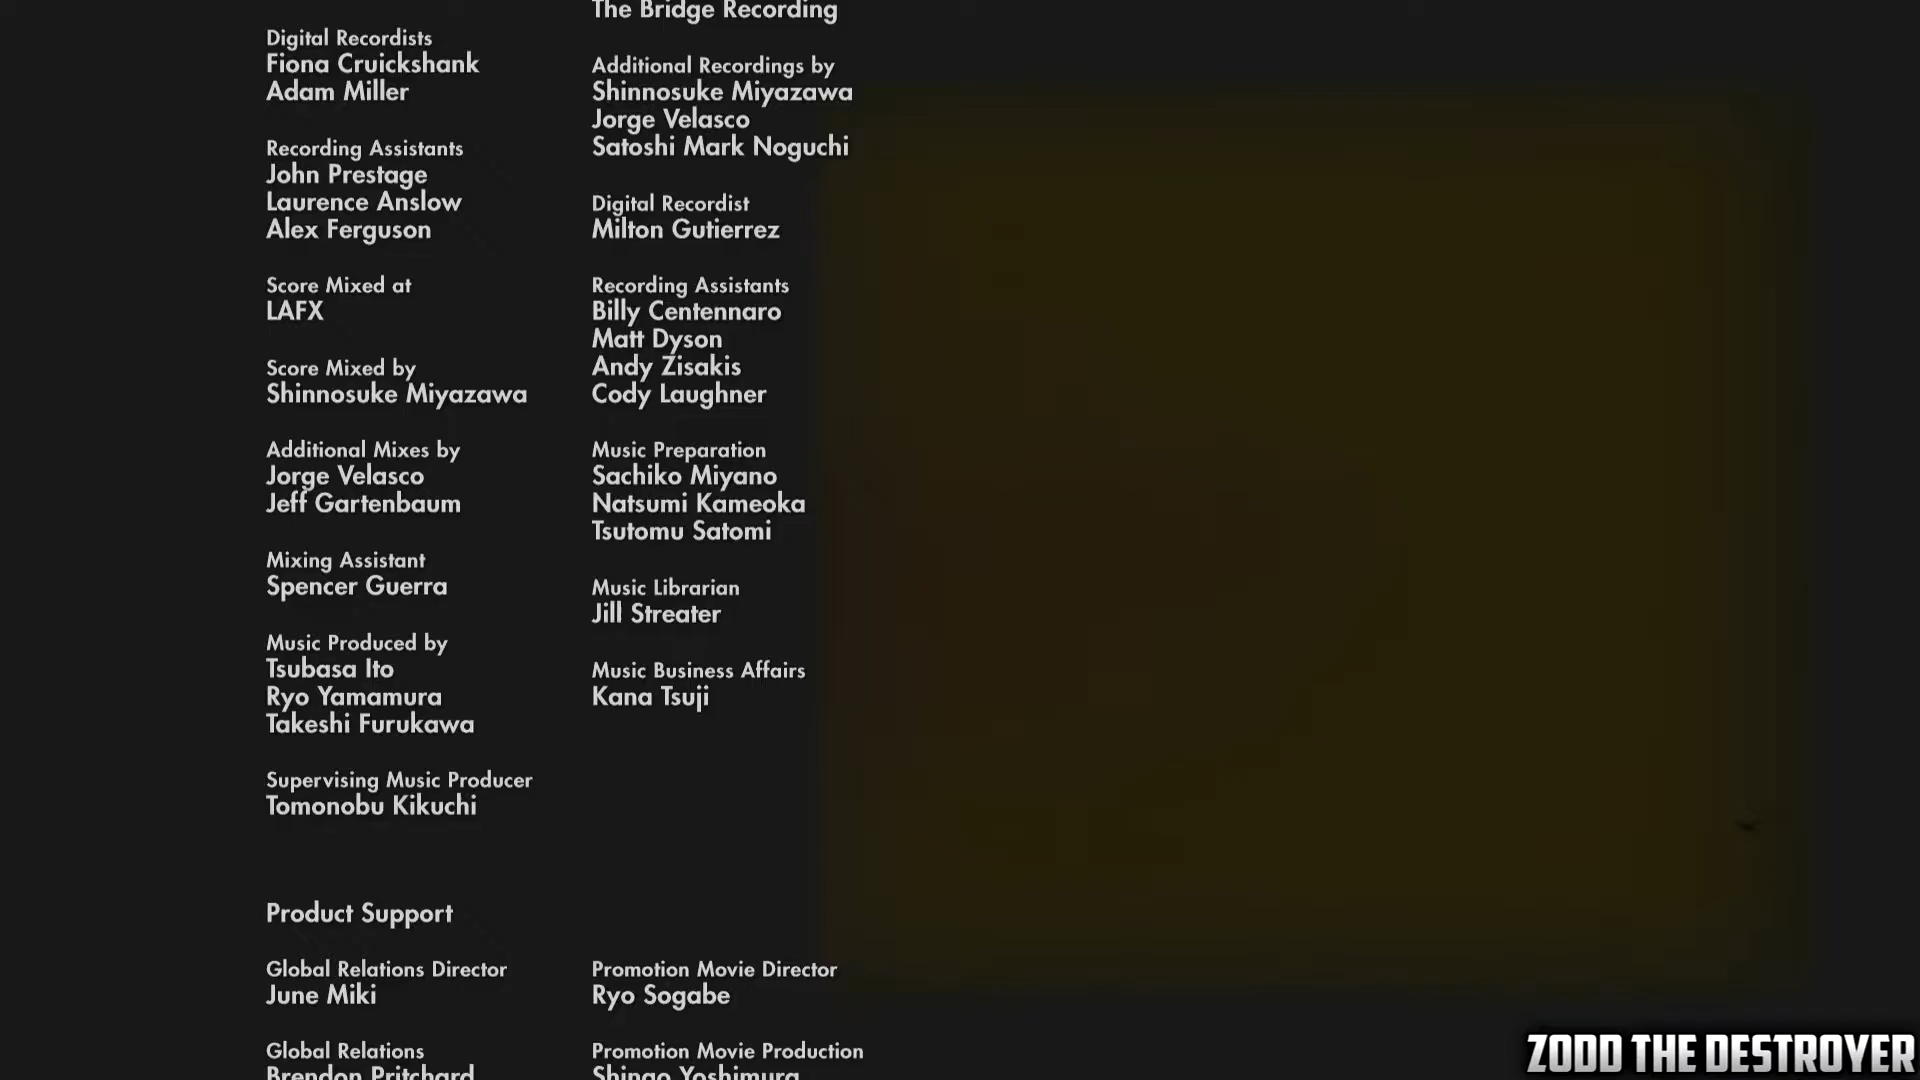 Digital Recordists
Fiona Cruickshank
Adam Miller
Recording Assistants
John Prestage
Laurence Anslow
Alex Ferguson
Score Mixed at
LAFX
Score Mixed by
Shinnosuke Miyazawa
Additional Mixes by
Jorge Velasco
Jeff Gartenbaum
Mixing Assistant
Spencer Guerra
Music Produced by
Tsubasa Ito
Ryo Yamamura
Takeshi Furukawa
Supervising Music Producer
Tomonobu Kikuchi
The Bridge Recording
Additional Recordings by
Shinnosuke Miyazawa
Jorge Velasco
Satoshi Mark Noguchi
Digital Recordist
Milton Gutierrez
Recording Assistants
Billy Centennaro
Matt Dyson
Andy Zisakis
Cody Laughner
Music Preparation
Sachiko Miyano
Natsumi Kameoka
Tsutomu Satomi
Music Librarian
Jill Streater
Music Business Affairs
Kana Tsuji
Product Support
Global Relations Director
June Miki
Global Relations
Brendon Pritchard
Promotion Movie Director
Ryo Sogabe
Promotion Movie Production
Shingo Yoshimura
ZODD THE DESTROYER